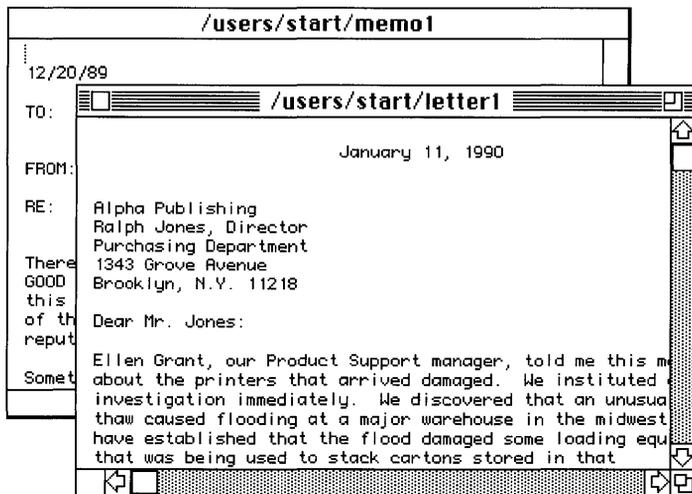 /users/start/memo1
12/20/89
TO:
FROM:
RE:
There
GOOD
this
of th
reput
Somet
/users/start/letter1
January 11, 1990
Alpha Publishing
Ralph Jones, Director
Purchasing Department
1343 Grove Avenue
Brooklyn, N.Y. 11218
Dear Mr. Jones:
Ellen Grant, our Product Support manager, told me this m
about the printers that arrived damaged. We instituted
investigation immediately. We discovered that an unusua
thaw caused flooding at a major warehouse in the midwest
have established that the flood damaged some loading equ
that was being used to stack cartons stored in that